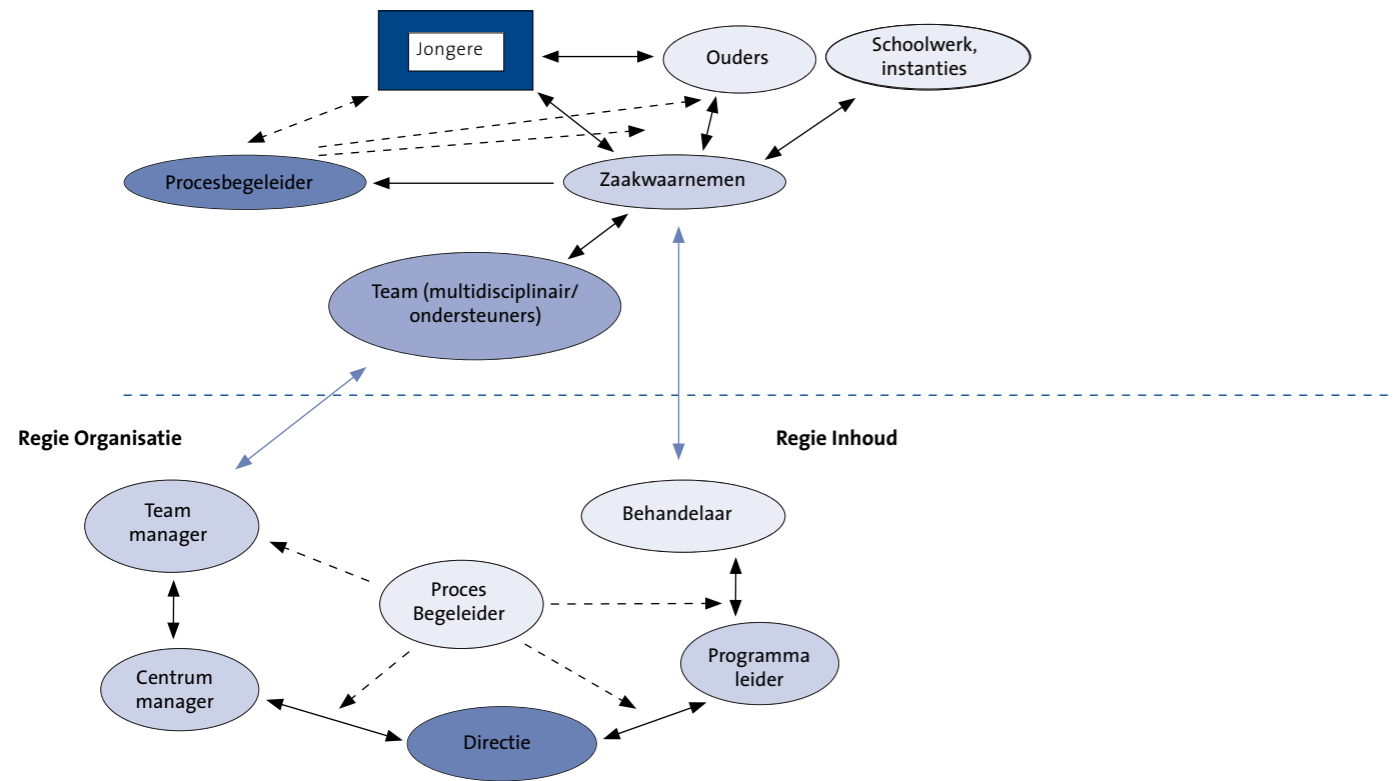 Jongere
Ouders
Schoolwerk,
instanties
Procesbegeleider
Zaakwaarnemen
Team (multidisciplinair/
ondersteuners)
Regie Organisatie
Regie Inhoud
Team
manager
Behandelaar
Proces
Begeleider
Centrum
manager
Programma
leider
Directie